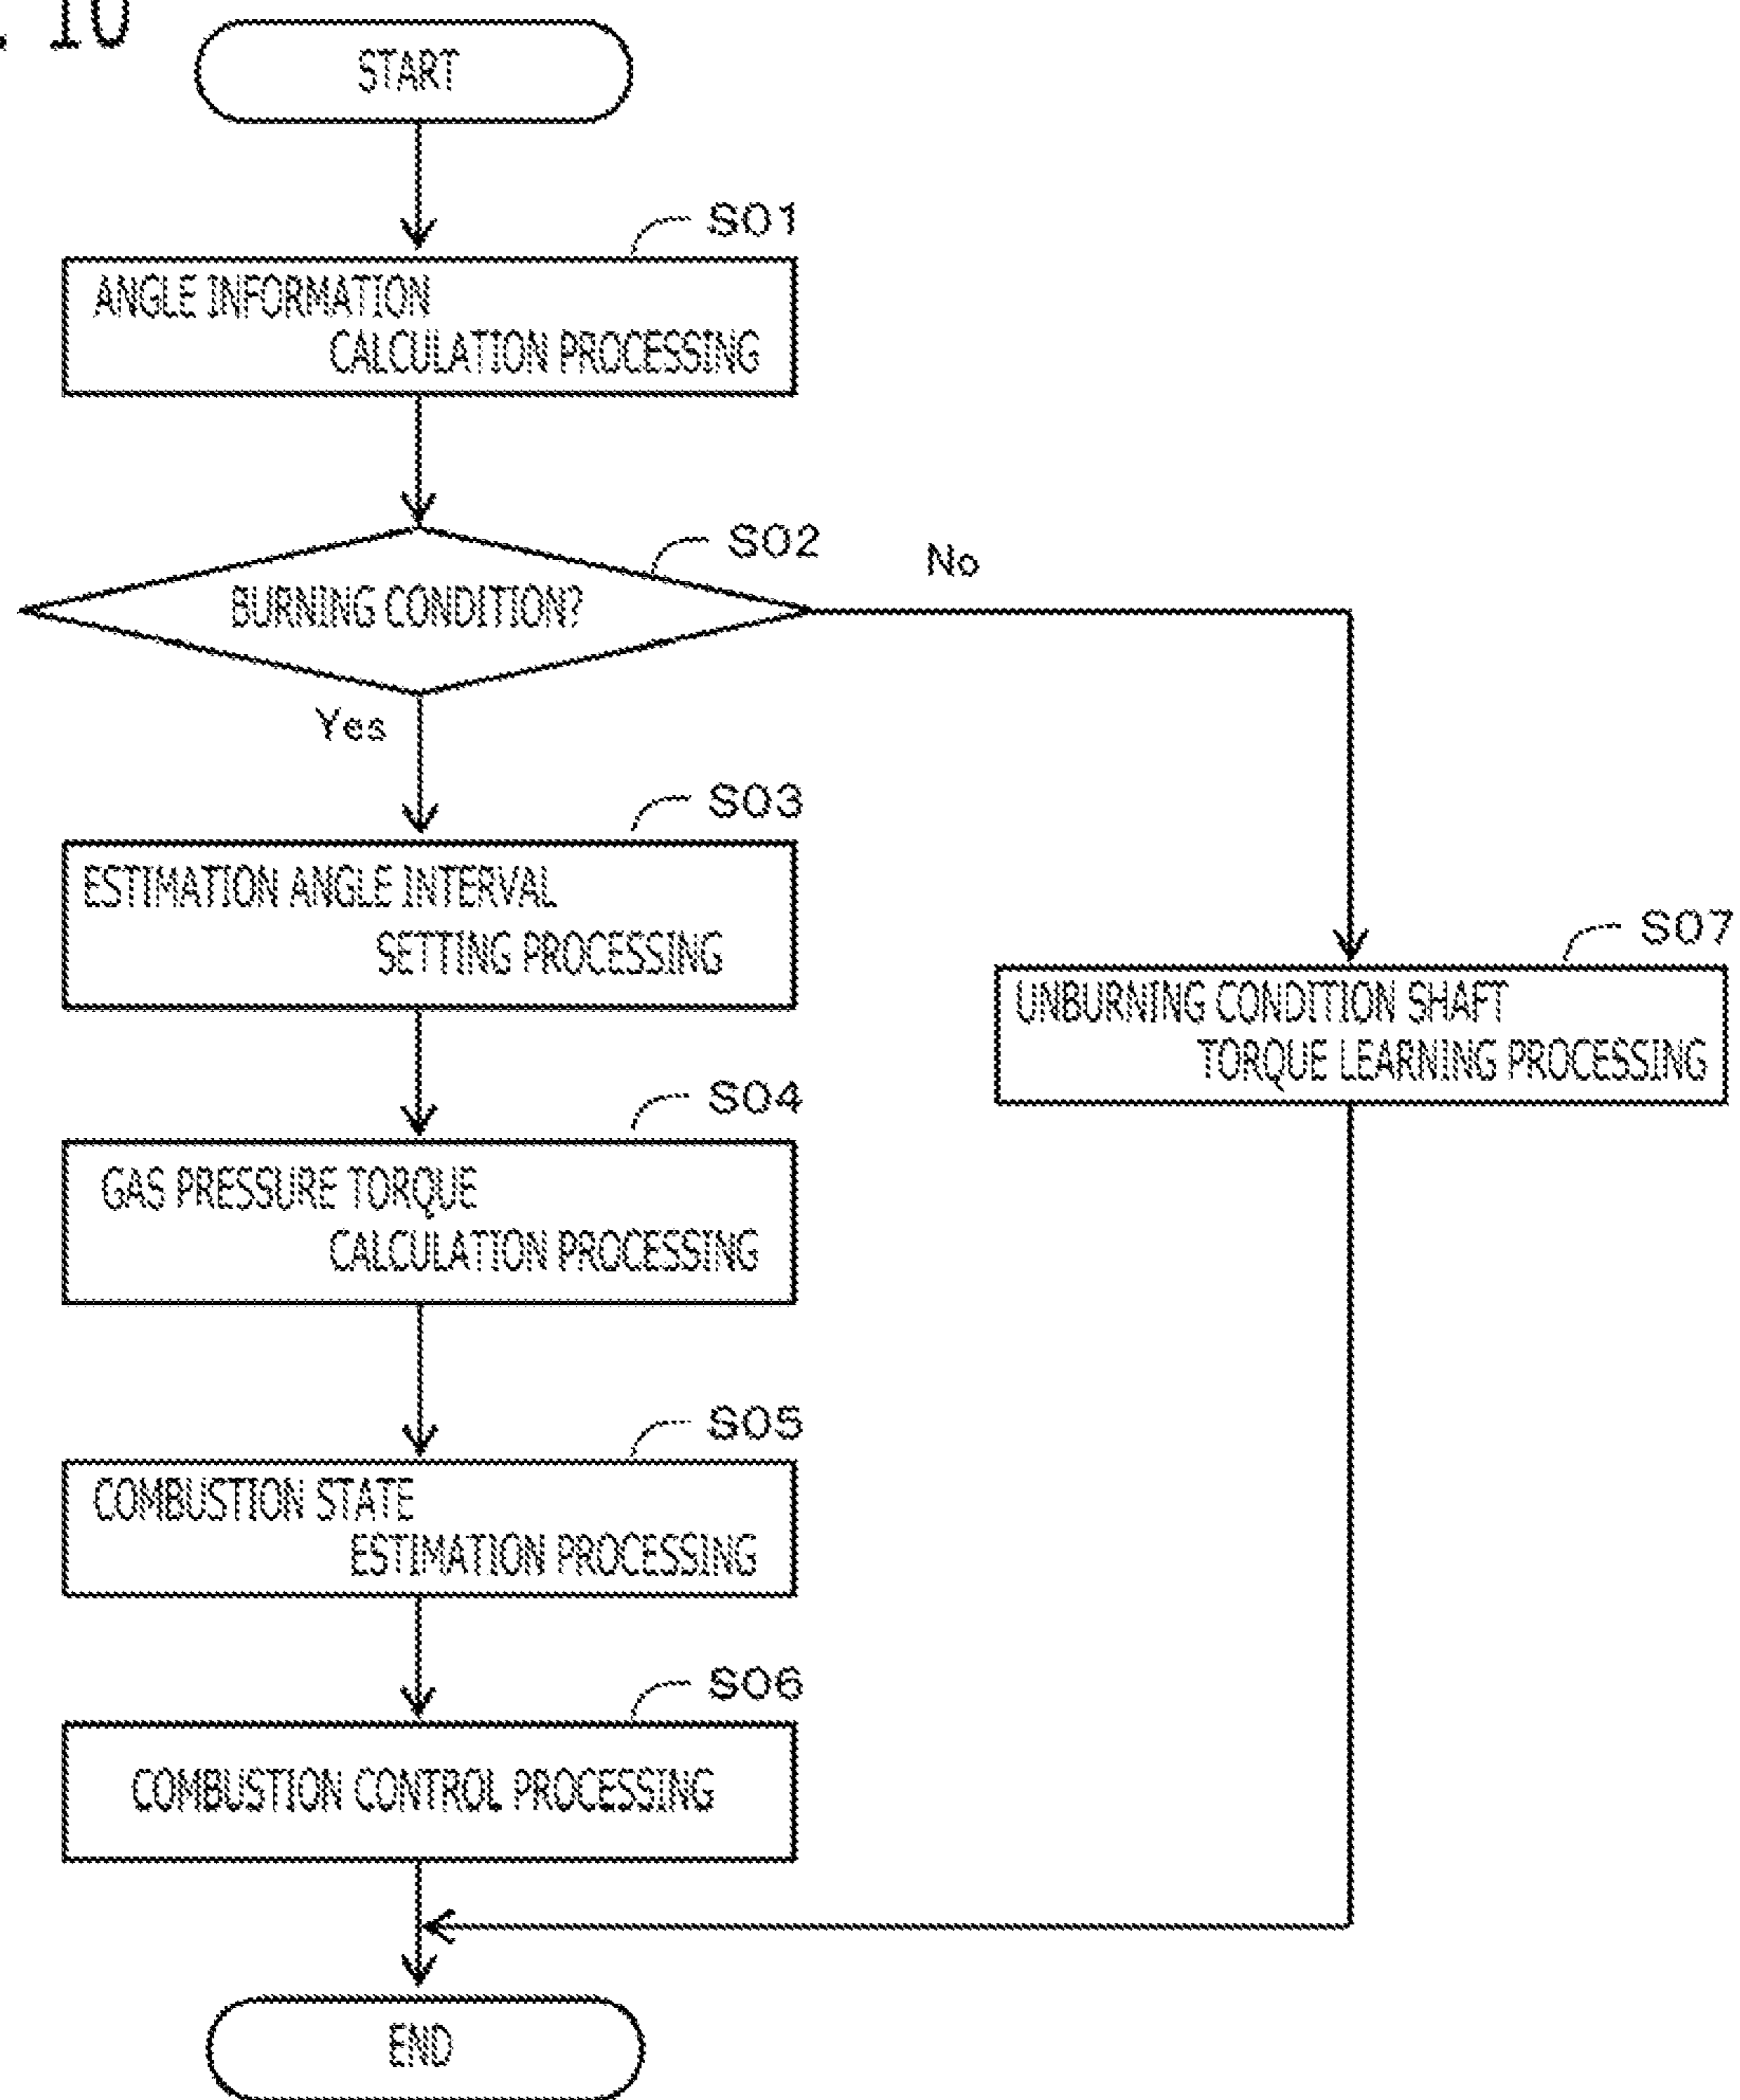 . 10
START
S01
ANGLE INFORMATION
CALCULATION PROCESSING
S02
BURNING CONDITION?
No
Yes
S03
ESTIMATION ANGLE INTERVAL
SETTING PROCESSING
S07
UNBURNING CONDITION SHAFT
TORQUE LEARNING PROCESSING
S04
GAS PRESSURE TORQUE
CALCULATION PROCESSING
S05
COMBUSTION STATE
ESTIMATION PROCESSING
S06
COMBUSTION CONTROL PROCESSING
END